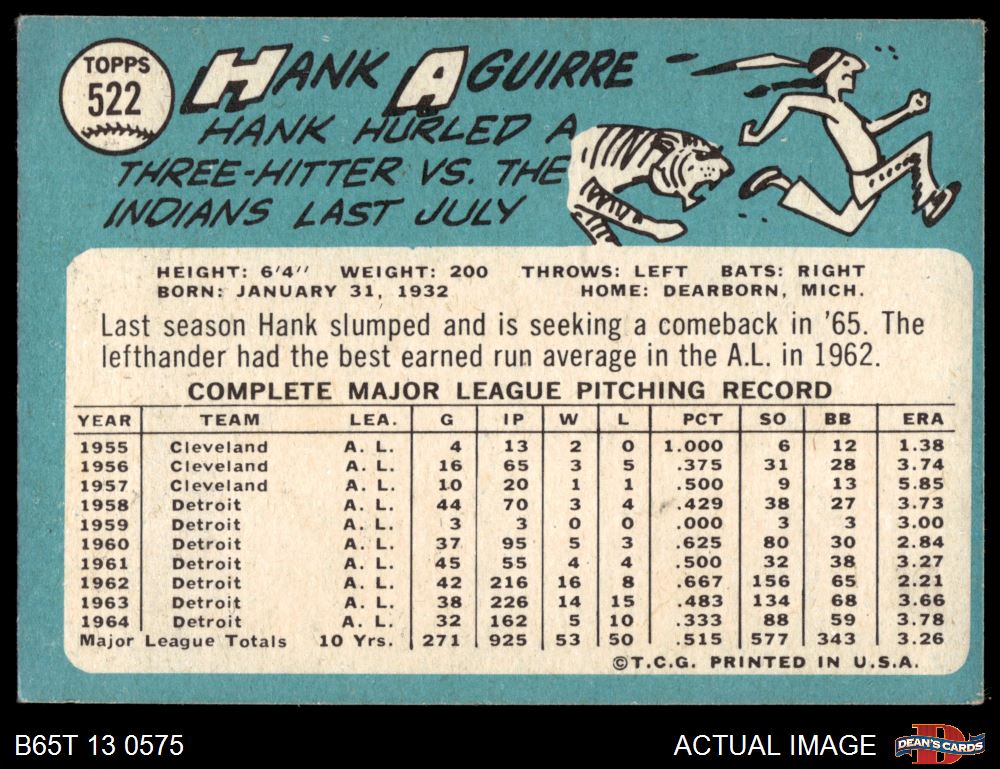 TOPPS
522
HANK AGUIRRE
HANK HURLED A
THREE-HITTER VS. THE
INDIANS LAST JULY
HEIGHT: 6'4" WEIGHT: 200 THROWS: LEFT BATS: RIGHT
BORN: JANUARY 31, 1932 HOME: DEARBORN, MICH.
Last season Hank slumped and is seeking a comeback in '65. The
lefthander had the best earned run average in the A.L. in 1962.
COMPLETE MAJOR LEAGUE PITCHING RECORD
YEAR TEAM LEA. G IP W L PCT SO BB ERA
1955 Cleveland A. L. 4 13 2 0 1.000 6 12 1.38
1956 Cleveland A. L. 16 65 3 5 .375 31 28 3.74
1957 Cleveland A. L. 10 20 1 1 .500 9 13 5.85
1958 Detroit A. L. 44 70 3 4 .429 38 27 3.73
1959 Detroit A. L. 3 3 0 0 .000 3 3 3.00
1960 Detroit A. L. 37 95 5 3 .625 80 30 2.84
1961 Detroit A. L. 45 55 4 4 .500 32 38 3.27
1962 Detroit A. L. 42 216 16 8 .667 156 65 2.21
1963 Detroit A. L. 38 226 14 15 .483 134 68 3.66
1964 Detroit A. L. 32 162 5 10 .333 88 59 3.78
Major League Totals 10 Yrs. 271 925 53 50 .515 577 343 3.26
©T.C.G. PRINTED IN U.S.A.
B65T 13 0575 ACTUAL IMAGE D DEAN'S CARDS